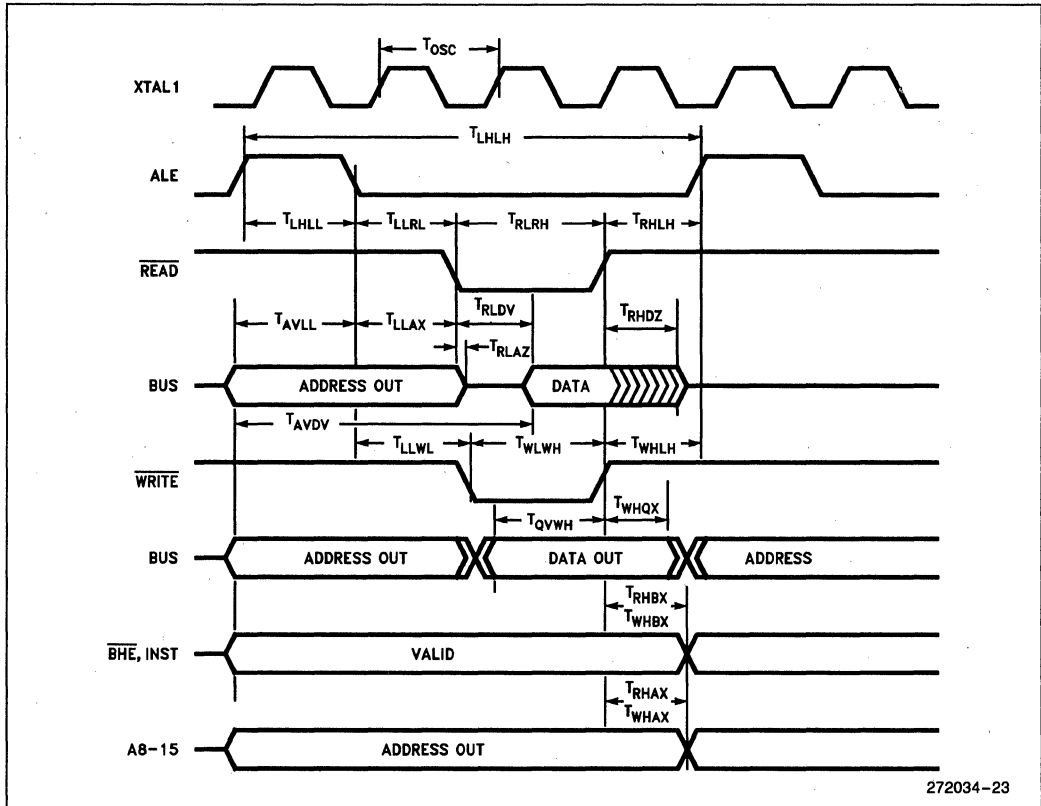 TOSC
XTAL1
TLHLH
ALE
TLHLL TLLRL TRLRH TRHLH
READ
TAVLL TLLAX TRLDV TRHDZ
TRLAZ
BUS ADDRESS OUT DATA
TAVDV
TLLWL TWLWH TWHLH
WRITE
TQVWH TWHQX
BUS ADDRESS OUT DATA OUT ADDRESS
TRHBX
TWHBX
BHE, INST VALID
TRHAX
TWHAX
A8-15 ADDRESS OUT
272034-23